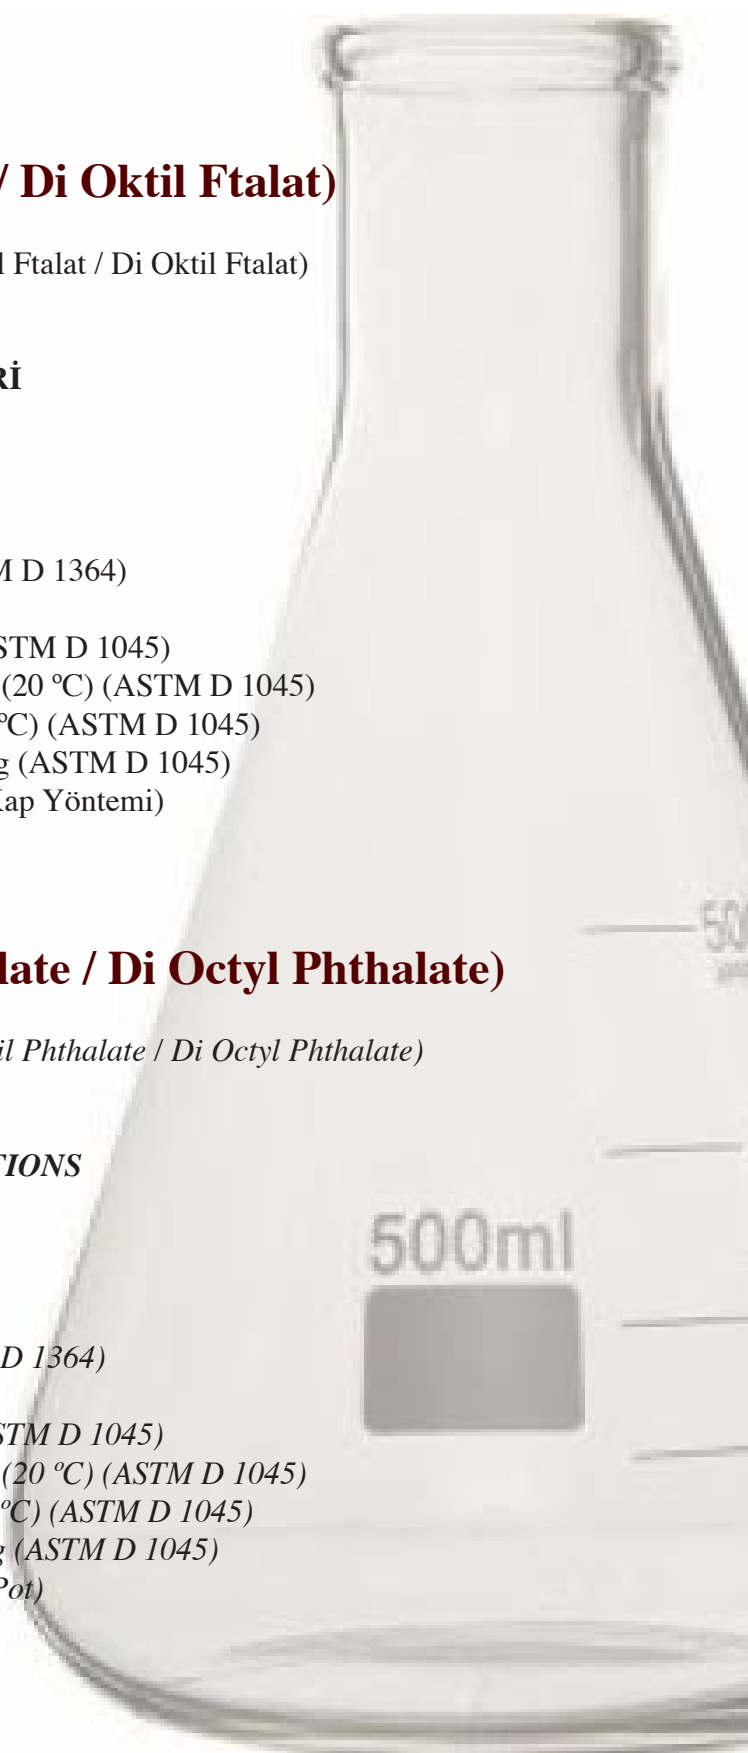 / Di Oktil Ftalat)
l Ftalat / Di Oktil Ftalat)
Rİ
M D 1364)
STM D 1045)
(20 ºC) (ASTM D 1045)
ºC) (ASTM D 1045)
g (ASTM D 1045)
Kap Yöntemi)
500
late / Di Octyl Phthalate)
il Phthalate / Di Octyl Phthalate)
TIONS
500ml
D 1364)
STM D 1045)
(20 ºC) (ASTM D 1045)
ºC) (ASTM D 1045)
g (ASTM D 1045)
Pot)